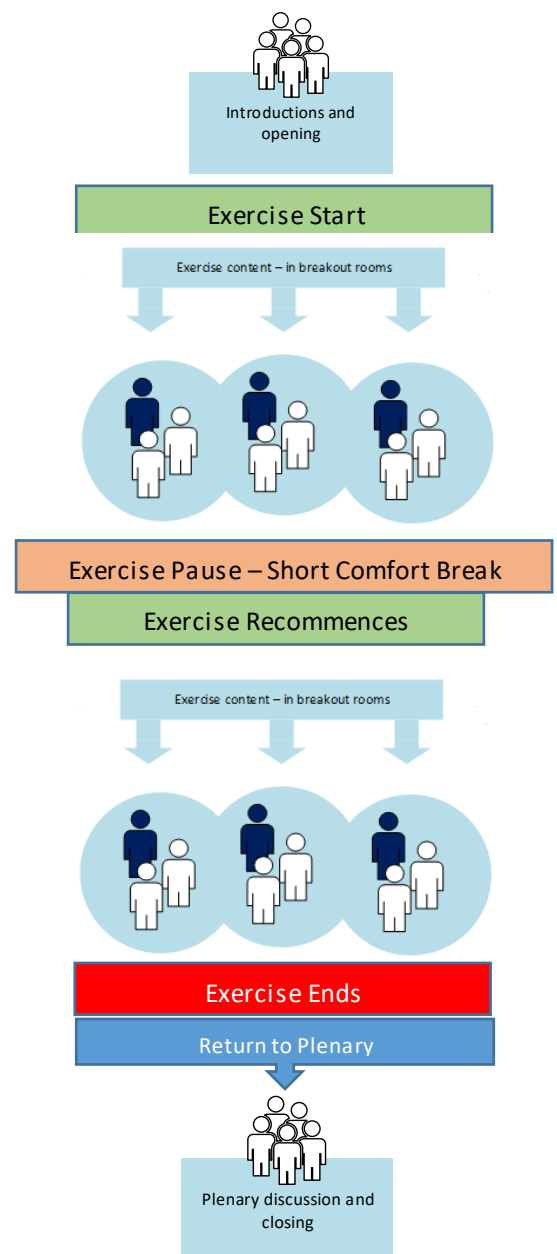 Introductions and
opening
Exercise Start
Exercise content – in breakout rooms
Exercise Pause – Short Comfort Break
Exercise Recommences
Exercise content – in breakout rooms
Exercise Ends
Return to Plenary
Plenary discussion and
closing